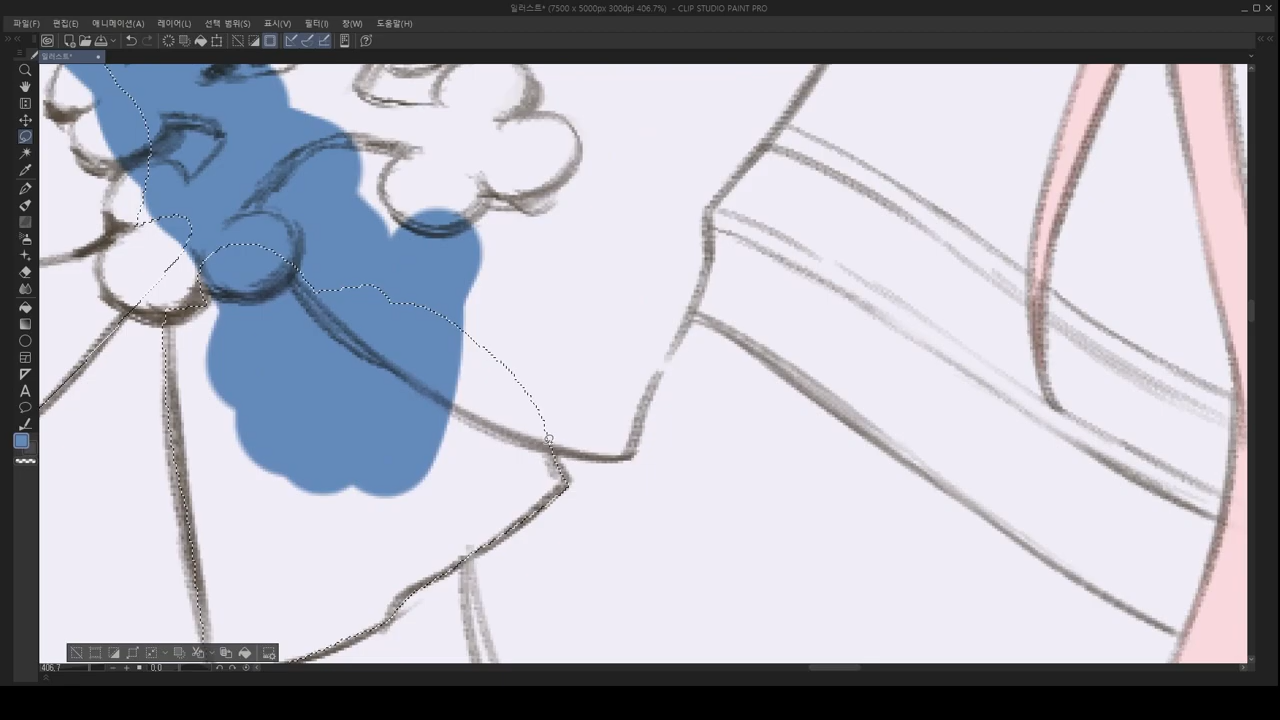 일러스트* (7500 x 5000px 300dpi 406.7%) - CLIP STUDIO PAINT PRO
파일(F) 편집(E) 애니메이션(A) 레이어(L) 선택 범위(S) 표시(V) 필터(I) 창(W) 도움말(H)
일러스트*
406.7 0.0